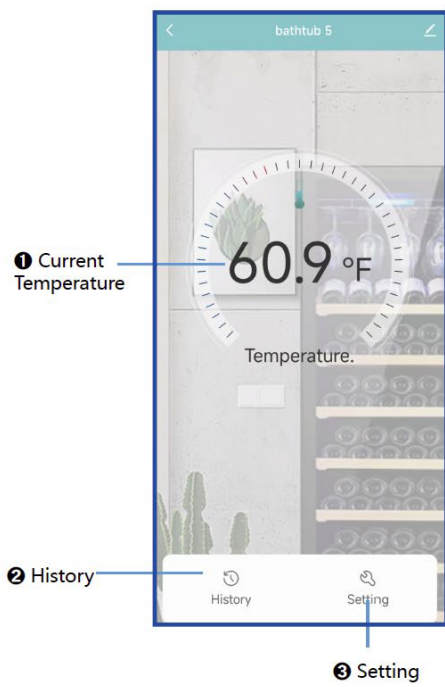 bathtub 5
❶ Current
Temperature
60.9 °F
Temperature.
❷ History
History
Setting
❸ Setting